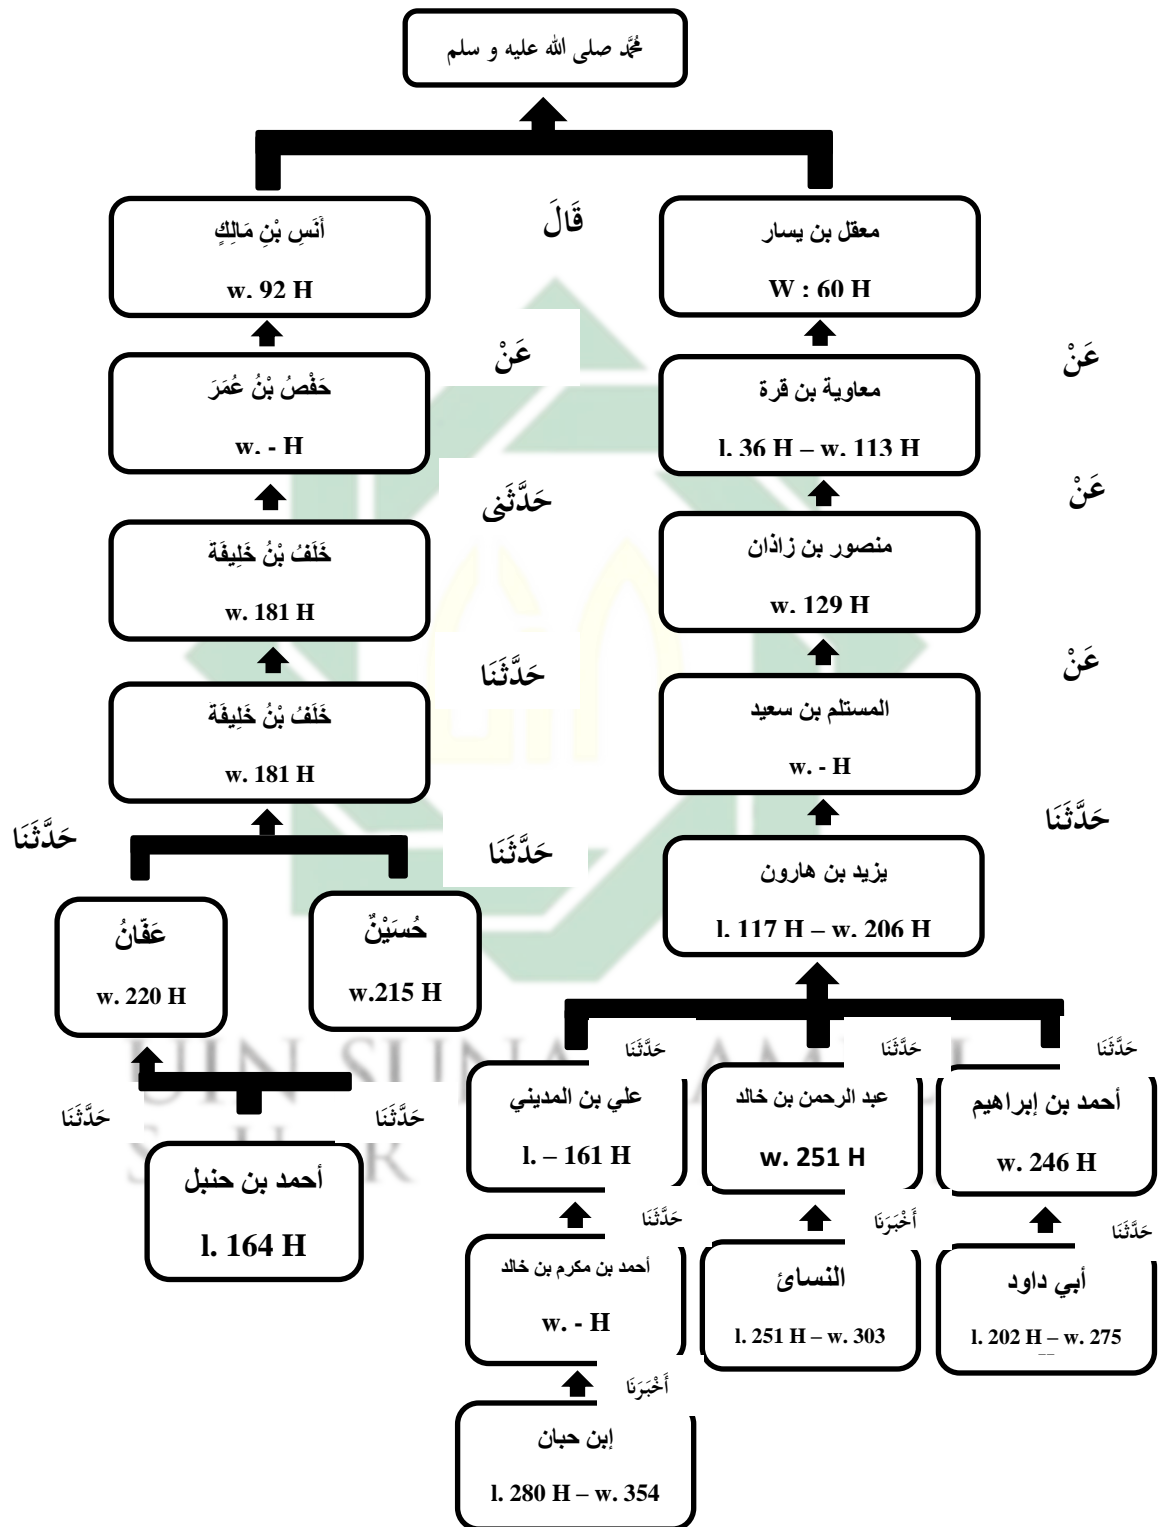 مُحَمَّد صلى الله عليه و سلم
أَنَسِ بْنِ مَالِكٍ
w. 92 H
قَالَ
معقل بن يسار
W : 60 H
عَنْ
حَفْصُ بْنُ عُمَرَ
w. - H
عَنْ
معاوية بن قرة
l. 36 H – w. 113 H
حَدَّثَنِى
خَلَفُ بْنُ خَلِيفَة
w. 181 H
عَنْ
منصور بن زاذان
w. 129 H
حَدَّثَنَا
خَلَفُ بْنُ خَلِيفَة
w. 181 H
عَنْ
المستلم بن سعيد
w. - H
حَدَّثَنَا
حَدَّثَنَا
حَدَّثَنَا
يزيد بن هارون
l. 117 H – w. 206 H
عَفَّانُ
w. 220 H
حُسَيْنٌ
w.215 H
حَدَّثَنَا
حَدَّثَنَا
أحمد بن حنبل
l. 164 H
حَدَّثَنَا
علي بن المديني
l. – 161 H
حَدَّثَنَا
عبد الرحمن بن خالد
w. 251 H
حَدَّثَنَا
أحمد بن إبراهيم
w. 246 H
حَدَّثَنَا
أحمد بن مكرم بن خالد
w. - H
أَخْبَرَنَا
النسائ
l. 251 H – w. 303
حَدَّثَنَا
أبي داود
l. 202 H – w. 275
أَخْبَرَنَا
إبن حبان
l. 280 H – w. 354
UIN SUNAN AMPEL